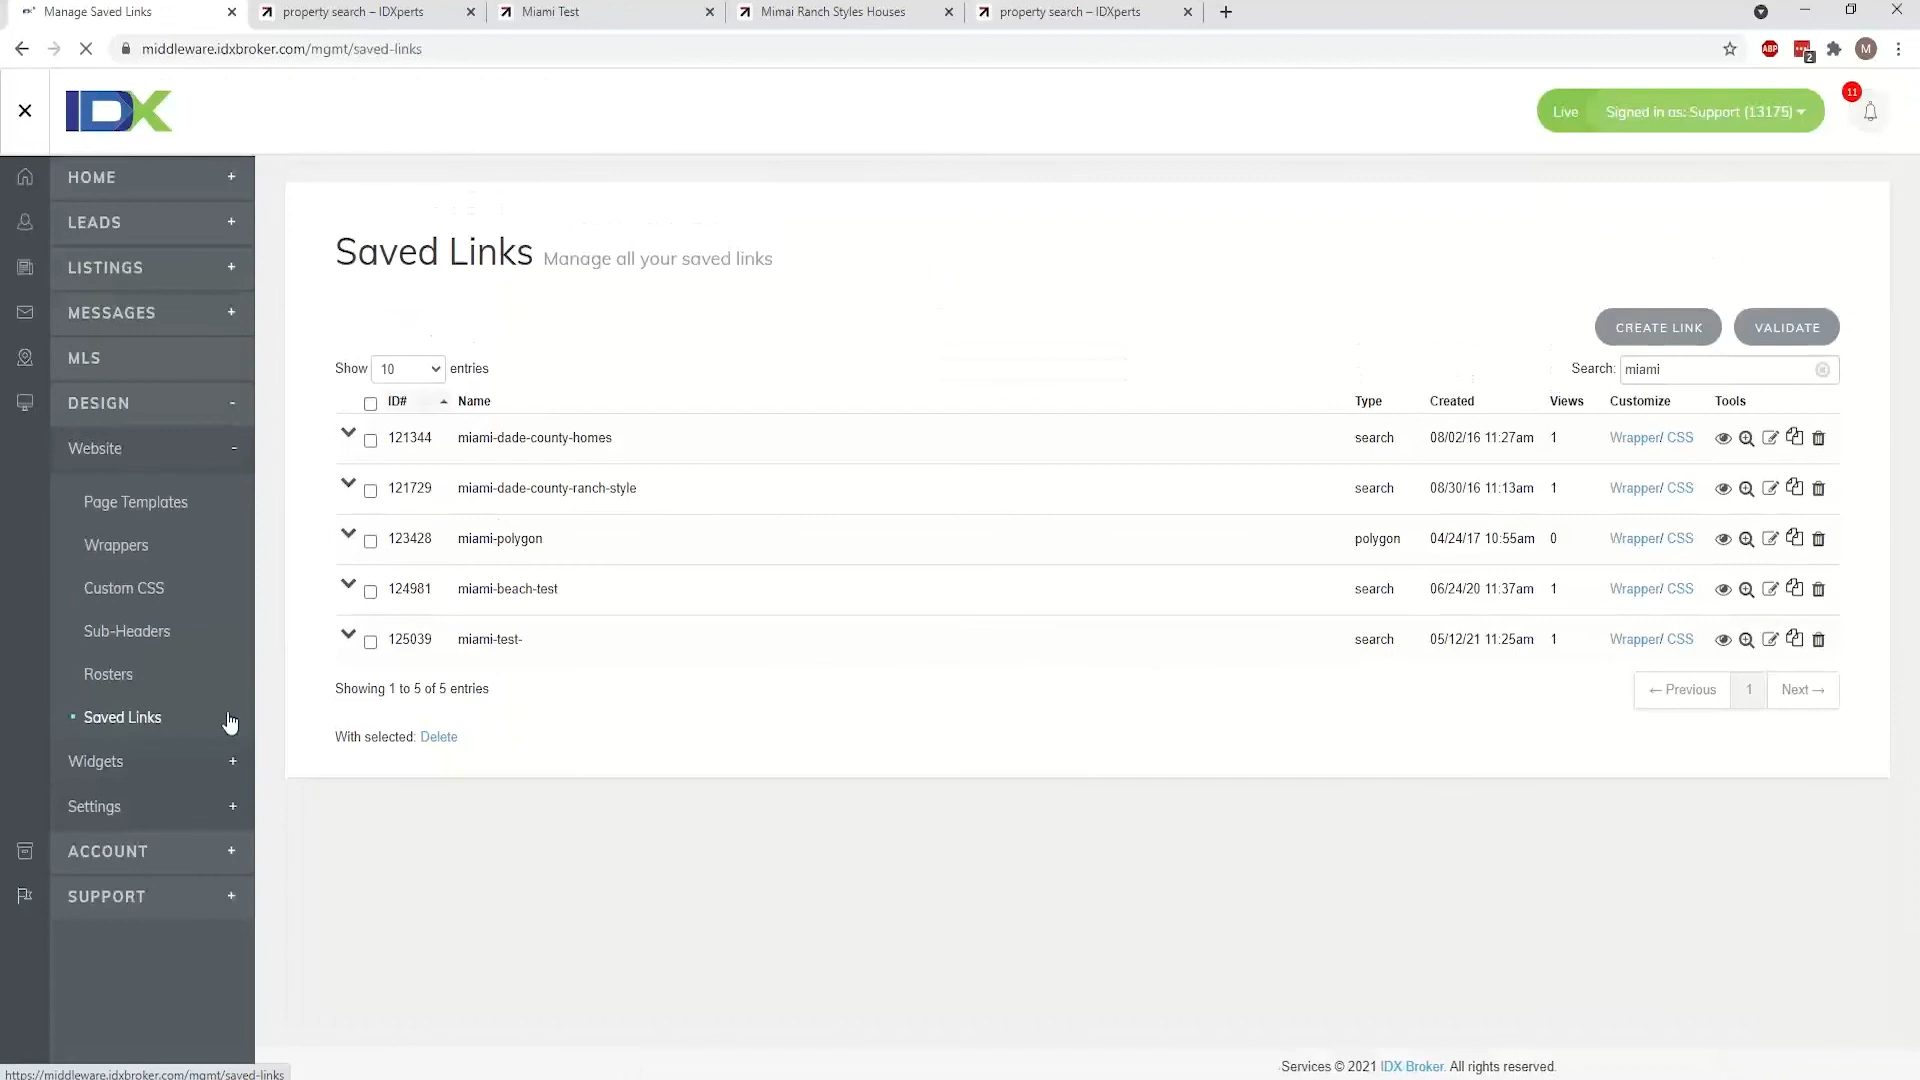 Manage Saved Links
property search – IDXperts
Miami Test
Mimai Ranch Styles Houses
property search – IDXperts
middleware.idxbroker.com/mgmt/saved-links
ABP
2
M
IDX
Live
Signed in as: Support (13175)
11
HOME +
LEADS +
LISTINGS +
MESSAGES +
MLS
DESIGN -
Website -
Page Templates
Wrappers
Custom CSS
Sub-Headers
Rosters
Saved Links
Widgets +
Settings +
ACCOUNT +
SUPPORT +
Saved Links Manage all your saved links
CREATE LINK VALIDATE
Show 10 entries Search: miami
ID# Name Type Created Views Customize Tools
121344 miami-dade-county-homes search 08/02/16 11:27am 1 Wrapper/ CSS
121729 miami-dade-county-ranch-style search 08/30/16 11:13am 1 Wrapper/ CSS
123428 miami-polygon polygon 04/24/17 10:55am 0 Wrapper/ CSS
124981 miami-beach-test search 06/24/20 11:37am 1 Wrapper/ CSS
125039 miami-test- search 05/12/21 11:25am 1 Wrapper/ CSS
Showing 1 to 5 of 5 entries ← Previous 1 Next →
With selected: Delete
Services © 2021 IDX Broker. All rights reserved.
https://middleware.idxbroker.com/mgmt/saved-links